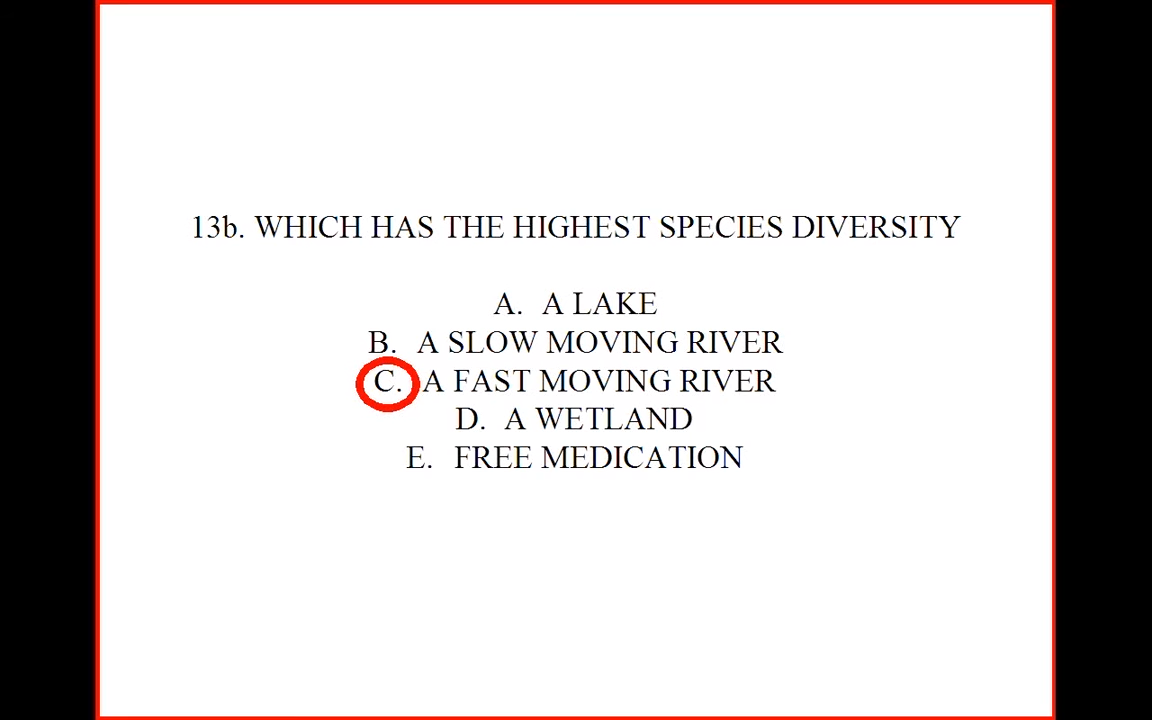 13b. WHICH HAS THE HIGHEST SPECIES DIVERSITY
A. A LAKE
B. A SLOW MOVING RIVER
C. A FAST MOVING RIVER
D. A WETLAND
E. FREE MEDICATION